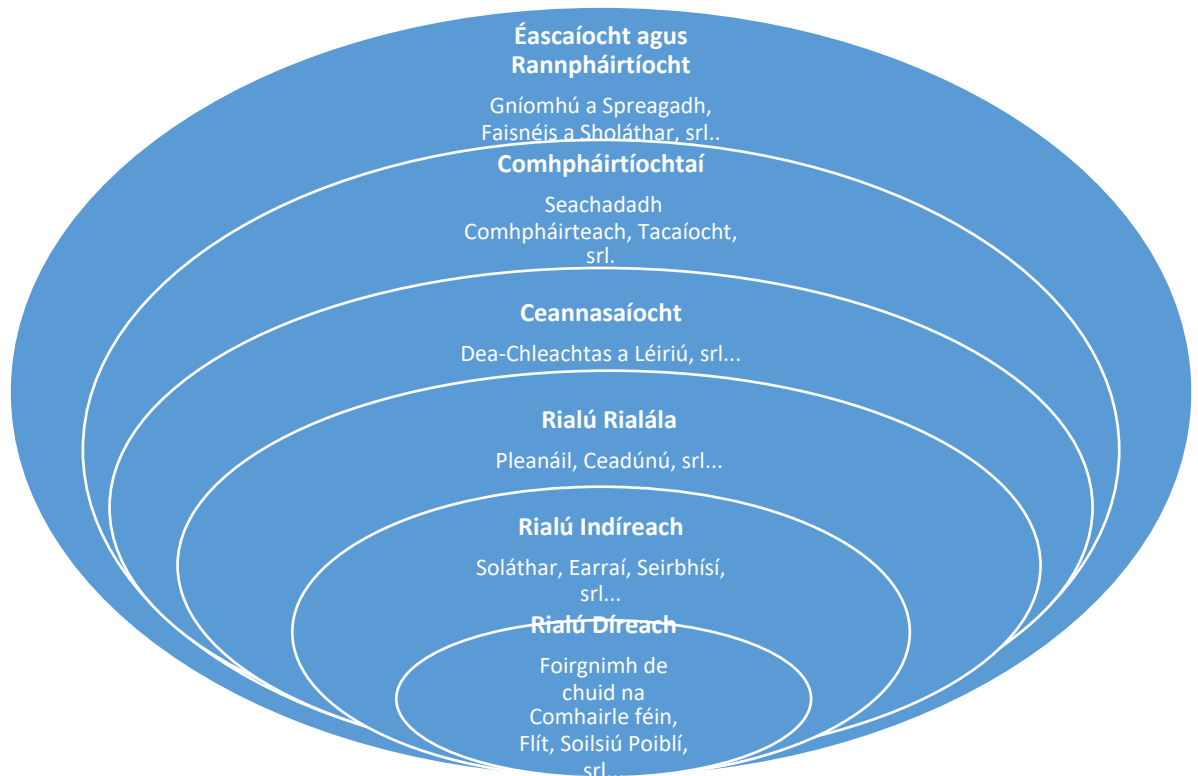 Éascaíocht agus
Rannpháirtíocht
Gníomhú a Spreagadh,
Faisnéis a Sholáthar, srl..
Comhpháirtíochtaí
Seachadadh
Comhpháirteach, Tacaíocht,
srl.
Ceannasaíocht
Dea-Chleachtas a Léiriú, srl...
Rialú Rialála
Pleanáil, Ceadúnú, srl...
Rialú Indíreach
Soláthar, Earraí, Seirbhísí,
srl...
Rialú Díreach
Foirgnimh de
chuid na
Comhairle féin,
Flít, Soilsiú Poiblí,
srl...